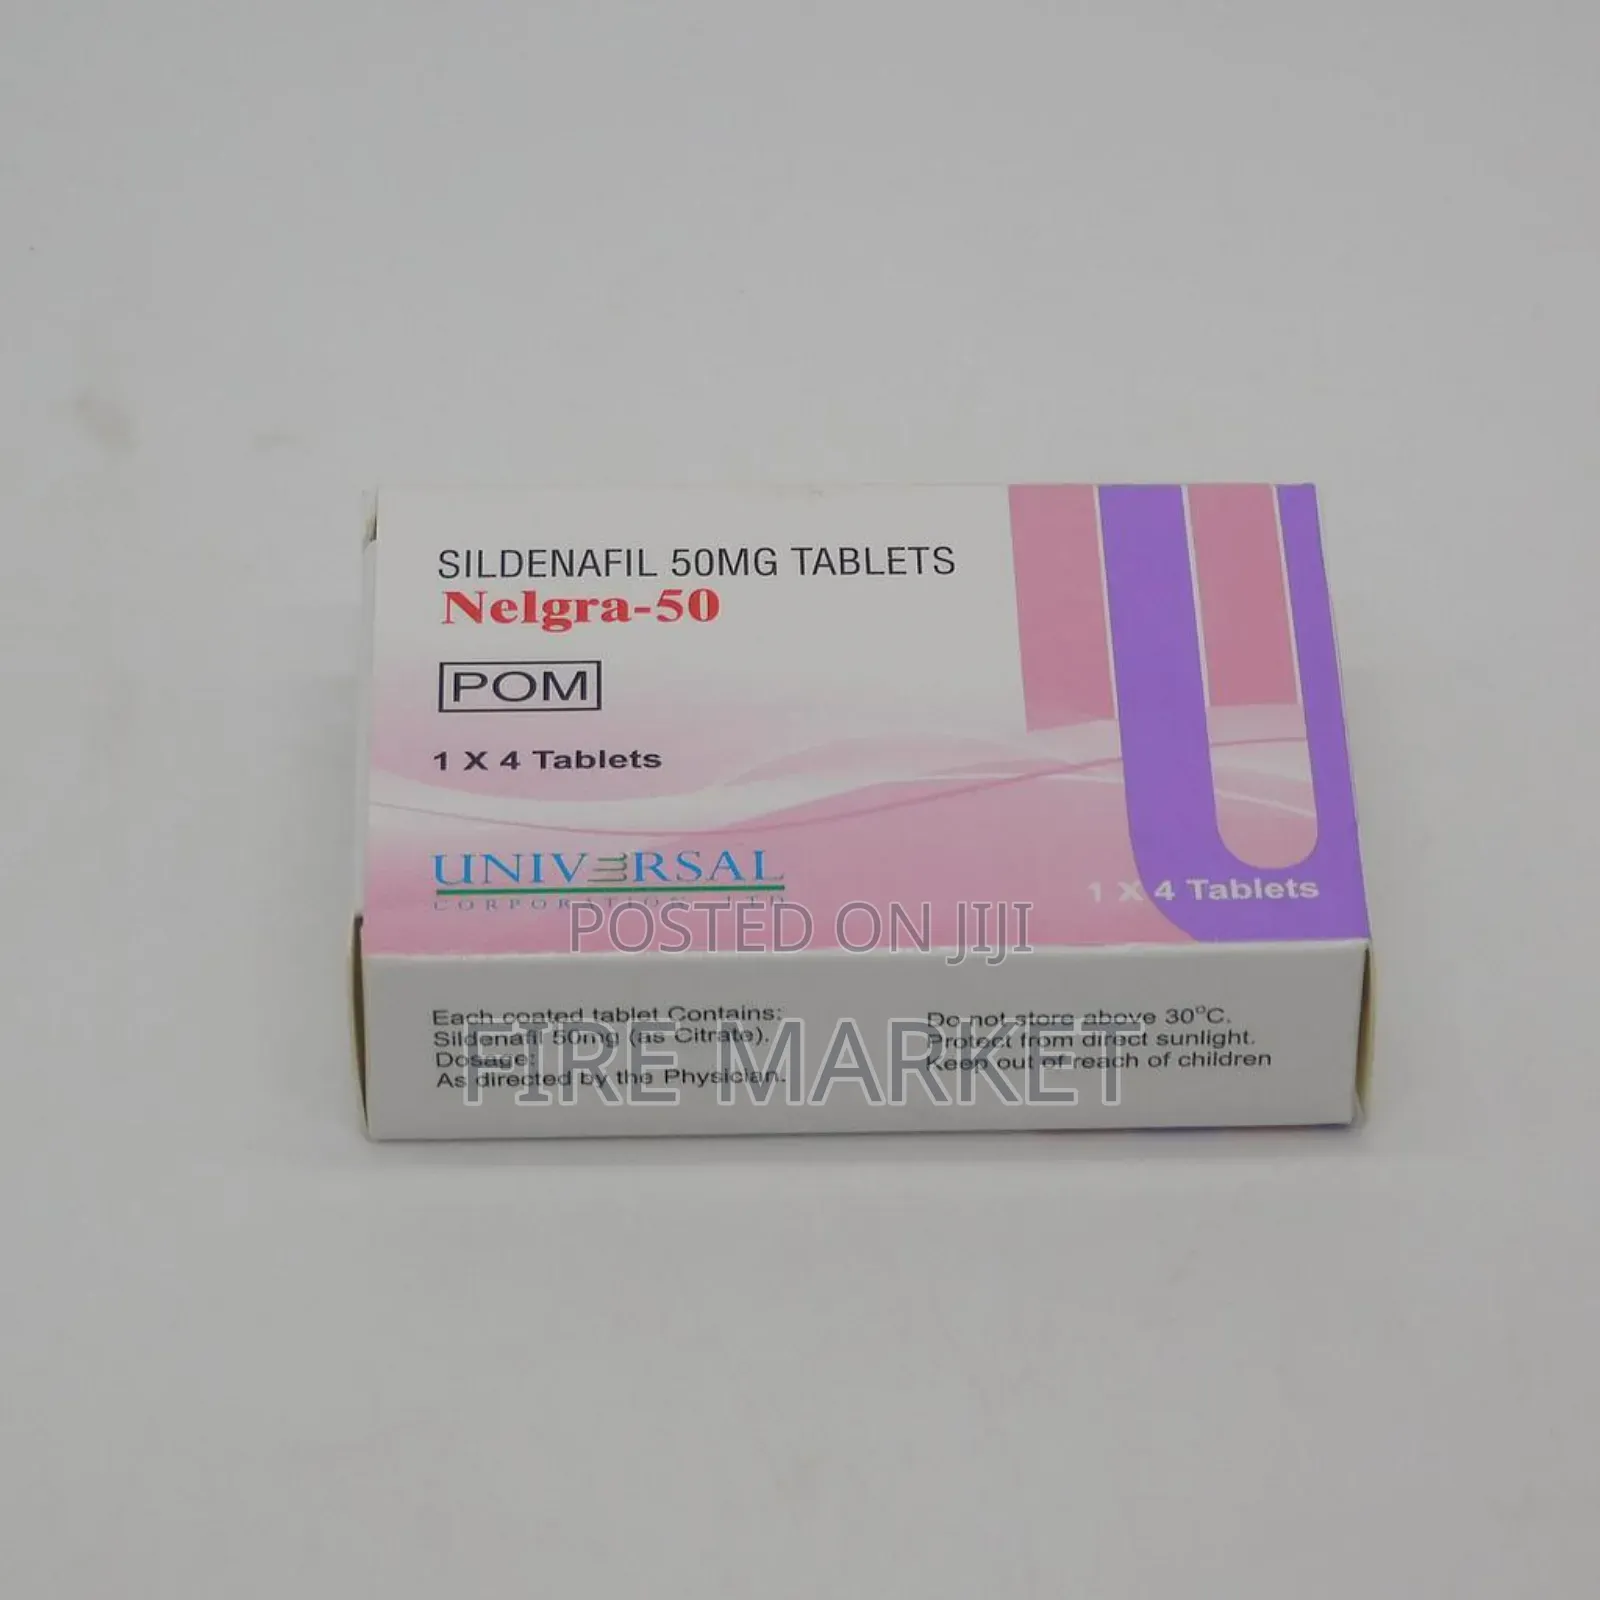 SILDENAFIL 50MG TABLETS
Nelgra-50
POM
1 X 4 Tablets
UNIVERSAL
CORPORATION LTD
1 X 4 Tablets
POSTED ON JIJI
Each coated tablet Contains:
Sildenafil 50mg (as Citrate).
Dosage:
As directed by the Physician.
Do not store above 30°C.
Protect from direct sunlight.
Keep out of reach of children
FIRE MARKET